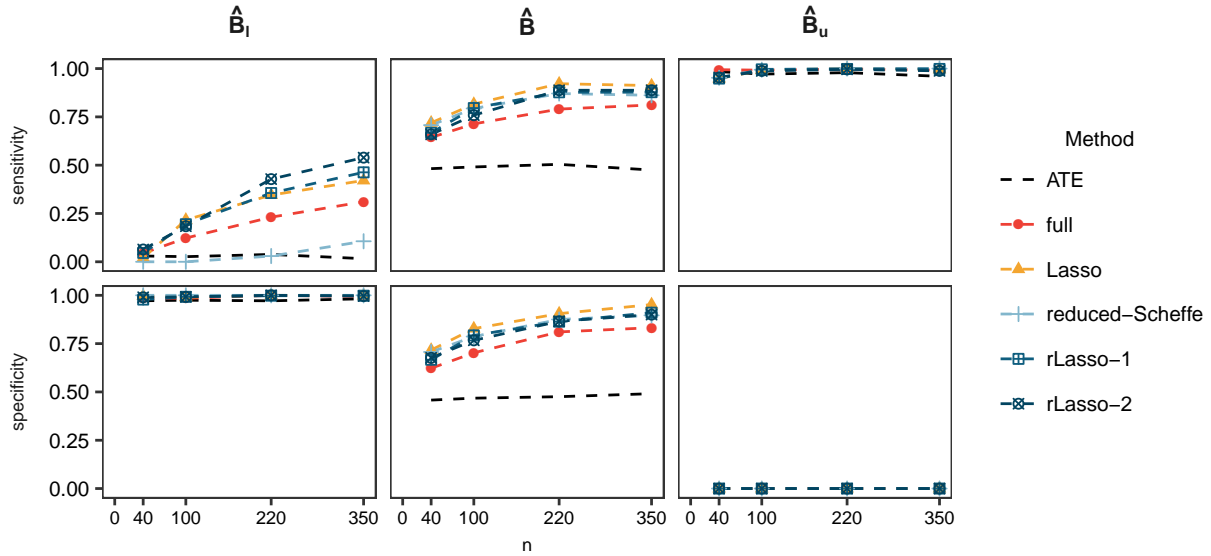 B̂ₗ B̂ B̂ᵤ
1.00
0.75
0.50
0.25
0.00
sensitivity
1.00
0.75
0.50
0.25
0.00
specificity
0 40 100 220 350 0 40 100 220 350 0 40 100 220 350
n
Method
ATE
full
Lasso
reduced−Scheffe
rLasso−1
rLasso−2